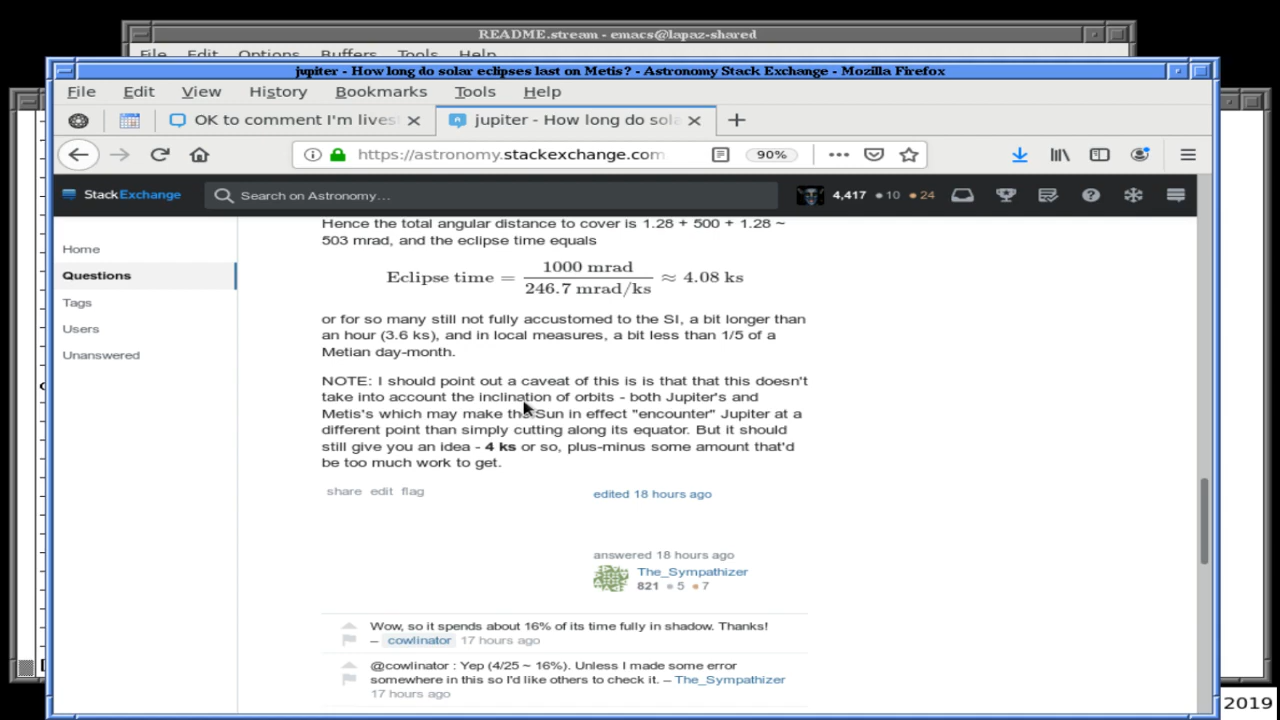 README.stream - emacs@lapaz-shared
File Edit Options Buffers Tools Help
jupiter - How long do solar eclipses last on Metis? - Astronomy Stack Exchange - Mozilla Firefox
File Edit View History Bookmarks Tools Help
OK to comment I'm lives
jupiter - How long do sola
https://astronomy.stackexchange.com
90%
StackExchange
Search on Astronomy...
4,417 10 24
Home
Questions
Tags
Users
Unanswered
Hence the total angular distance to cover is 1.28 + 500 + 1.28 ~
503 mrad, and the eclipse time equals
Eclipse time = 1000 mrad / 246.7 mrad/ks ≈ 4.08 ks
or for so many still not fully accustomed to the SI, a bit longer than
an hour (3.6 ks), and in local measures, a bit less than 1/5 of a
Metian day-month.
NOTE: I should point out a caveat of this is is that that this doesn't
take into account the inclination of orbits - both Jupiter's and
Metis's which may make the Sun in effect "encounter" Jupiter at a
different point than simply cutting along its equator. But it should
still give you an idea - 4 ks or so, plus-minus some amount that'd
be too much work to get.
share edit flag
edited 18 hours ago
answered 18 hours ago
The_Sympathizer
821 5 7
Wow, so it spends about 16% of its time fully in shadow. Thanks!
– cowlinator 17 hours ago
@cowlinator : Yep (4/25 ~ 16%). Unless I made some error
somewhere in this so I'd like others to check it. – The_Sympathizer
17 hours ago
2019